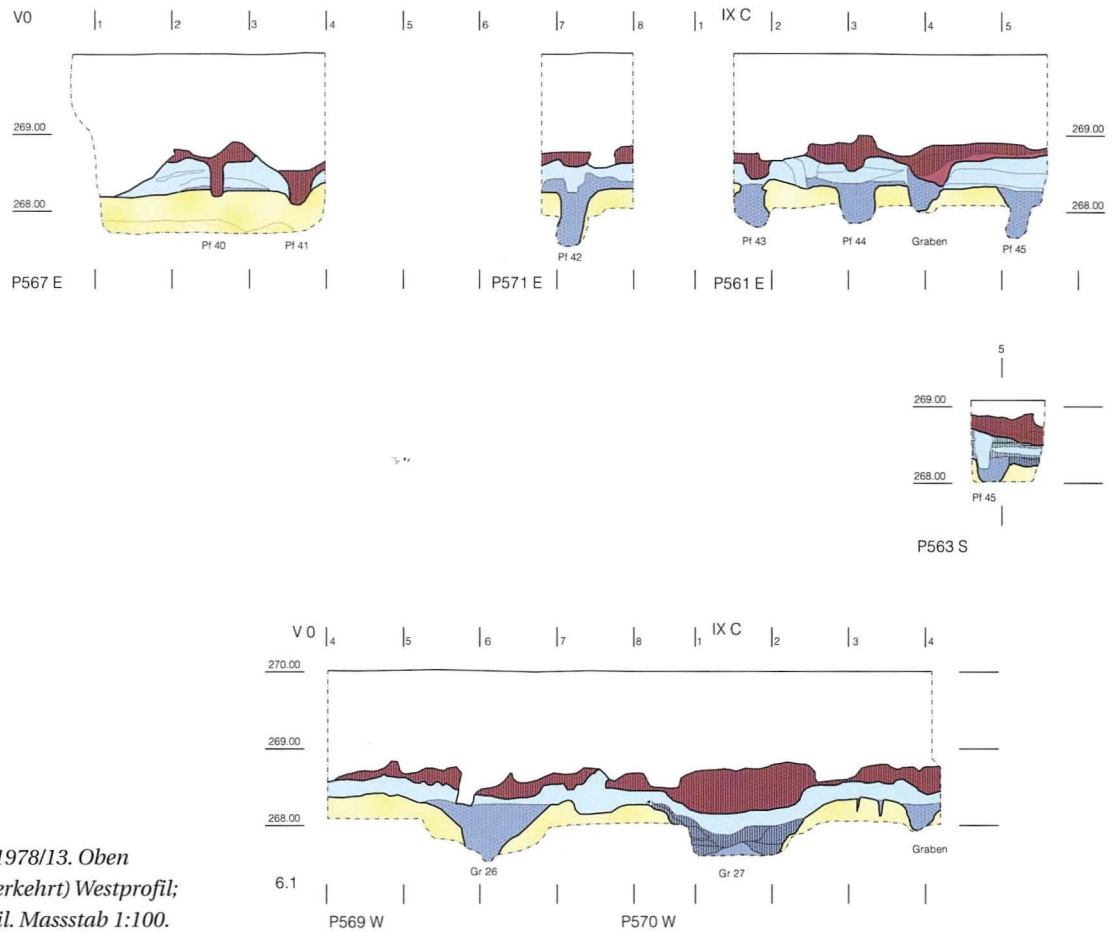 V0 1 2 3 4 5 6 7 8 1 IX C 2 3 4 5
269.00 269.00
268.00 268.00
Pf 40 Pf 41 Pf 42 Pf 43 Pf 44 Graben Pf 45
P567 E P571 E P561 E
5
269.00
268.00
Pf 45
P563 S
V 0 4 5 6 7 8 1 IX C 2 3 4
270.00
269.00
268.00
Gr 26 Gr 27 Graben
6.1
P569 W P570 W
1978/13. Oben
erkehrt) Westprofil;
il. Massstab 1:100.